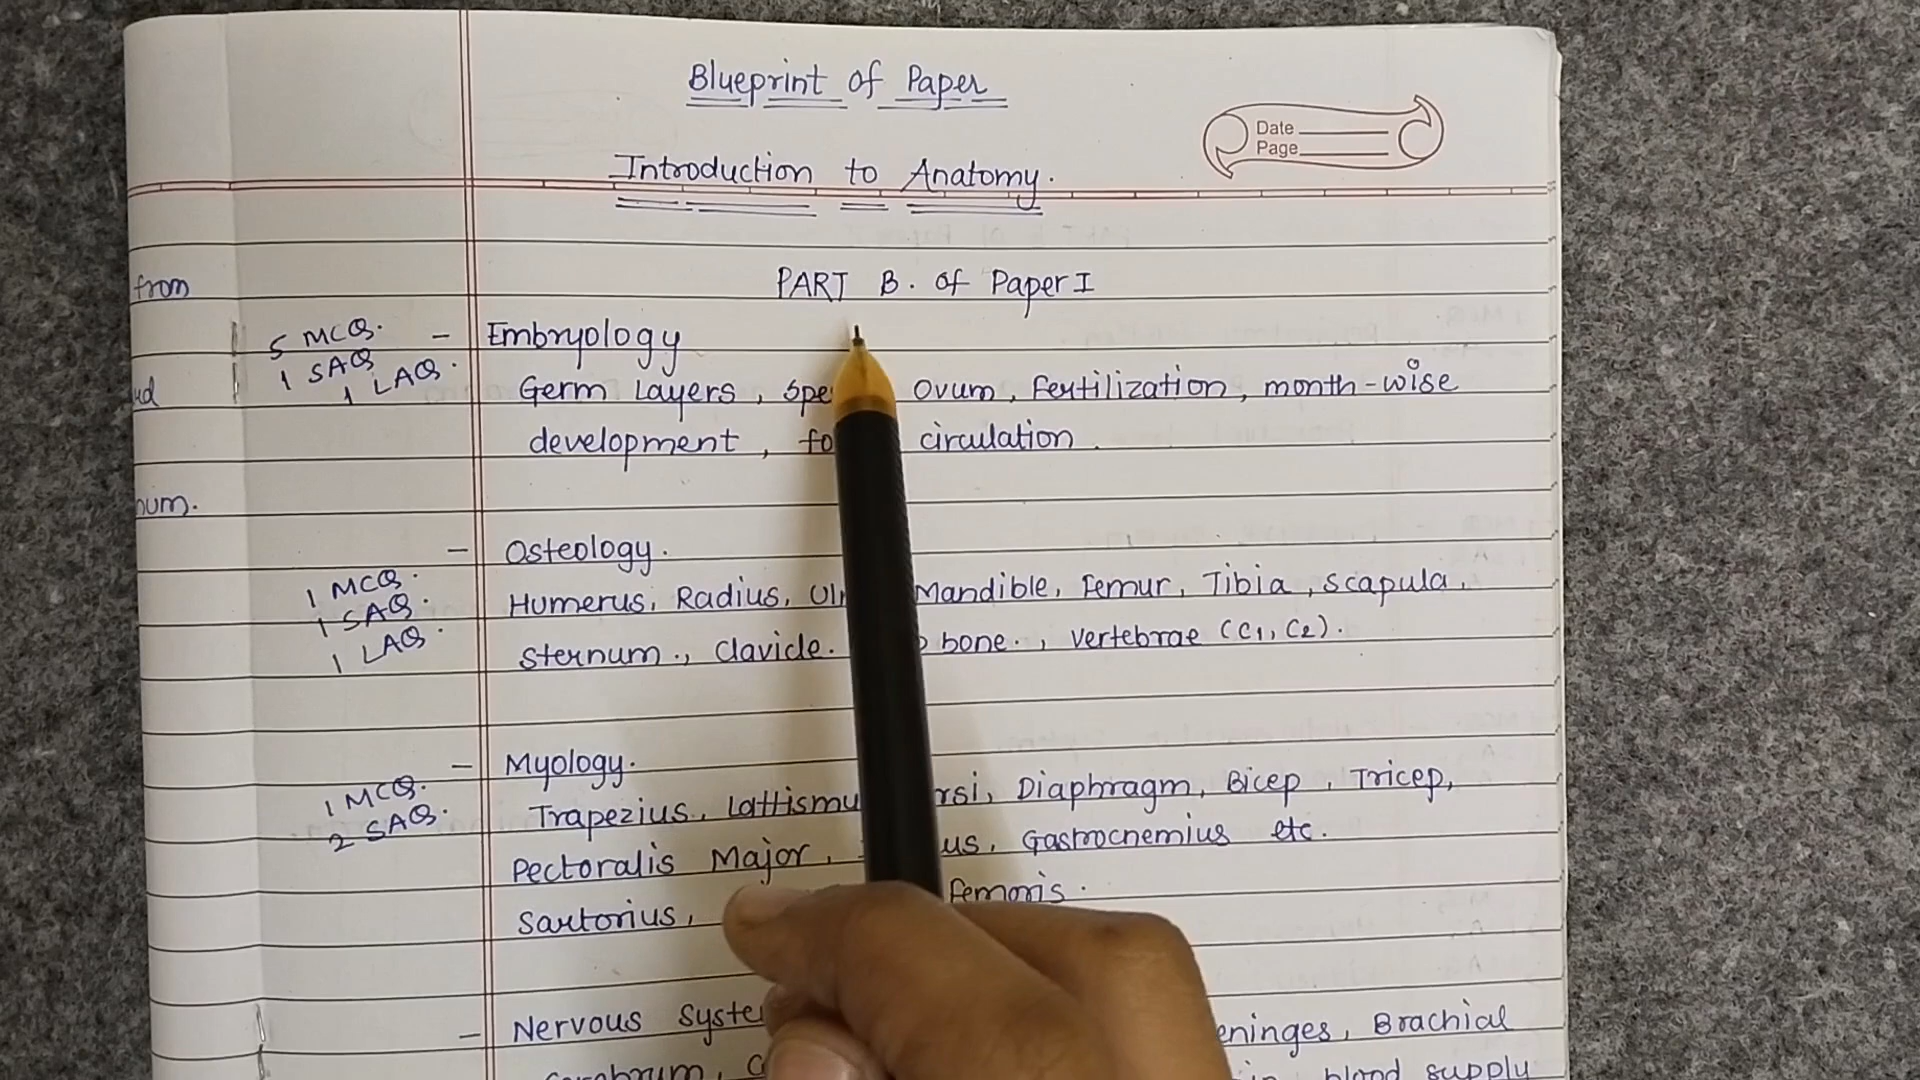 Blueprint of Paper
Date
Page
Introduction to Anatomy.
PART B. of Paper I
from
5 MCQ. - Embryology
1 SAQ
1 LAQ.
Germ Layers, Ovum, Fertilization, month-wise
development, circulation.
- Osteology.
1 MCQ.
1 SAQ.
1 LAQ.
Humerus, Radius, Mandible, Femur, Tibia, Scapula,
Sternum., Clavicle. bone., Vertebrae (C1, C2).
- Myology.
1 MCQ.
2 SAQ.
Trapezius, Diaphragm, Bicep, Tricep,
Pectoralis Major, Gastrocnemius etc.
Sartorius, femoris.
- Nervous Brachial
blood supply